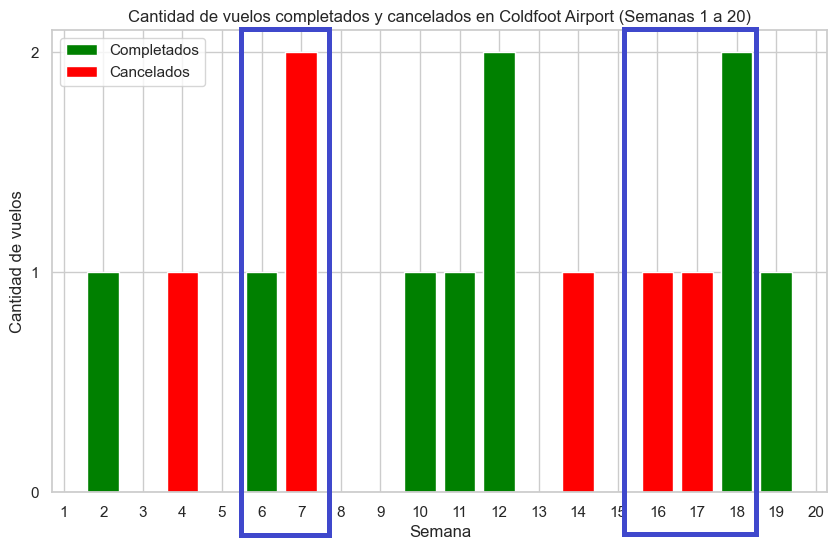 Cantidad de vuelos completados y cancelados en Coldfoot Airport (Semanas 1 a 20)
Completados
Cancelados
Cantidad de vuelos
2
1
0
1 2 3 4 5 6 7 8 9 10 11 12 13 14 15 16 17 18 19 20
Semana